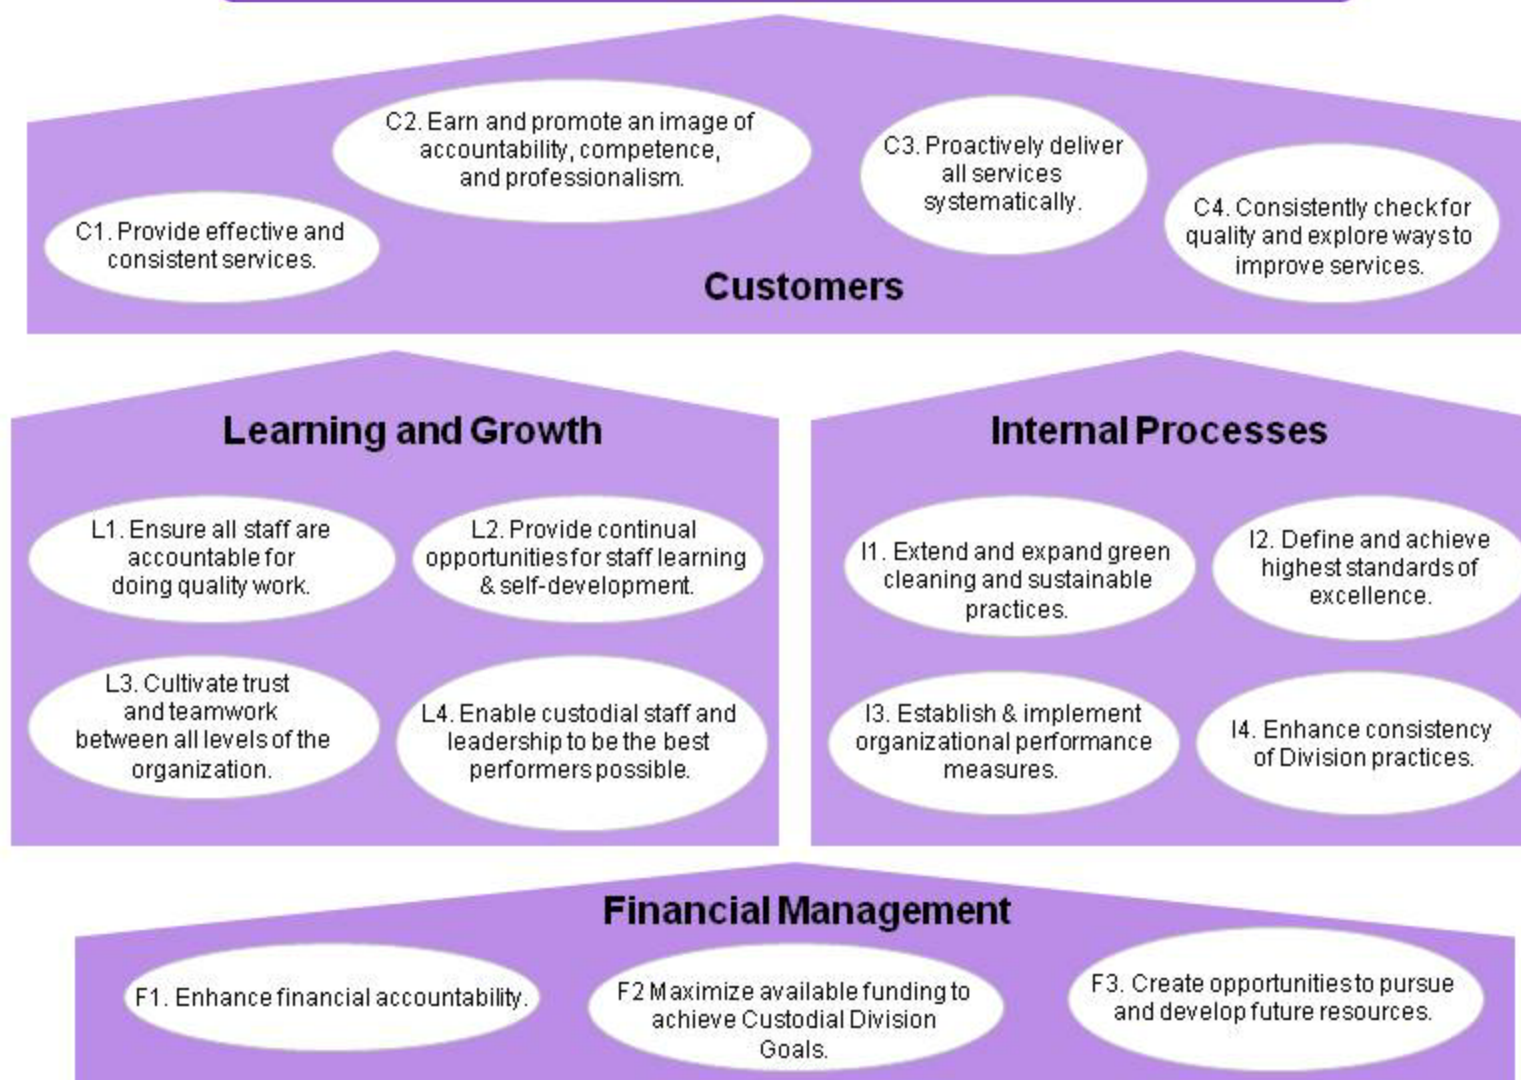 C2. Earn and promote an image of
accountability, competence,
and professionalism.
C3. Proactively deliver
all services
systematically.
C4. Consistently check for
quality and explore ways to
improve services.
C1. Provide effective and
consistent services.
Customers
Learning and Growth
L1. Ensure all staff are
accountable for
doing quality work.
L2. Provide continual
opportunities for staff learning
& self-development.
L3. Cultivate trust
and teamwork
between all levels of the
organization.
L4. Enable custodial staff and
leadership to be the best
performers possible.
Internal Processes
I1. Extend and expand green
cleaning and sustainable
practices.
I2. Define and achieve
highest standards of
excellence.
I3. Establish & implement
organizational performance
measures.
I4. Enhance consistency
of Division practices.
Financial Management
F1. Enhance financial accountability.
F2 Maximize available funding to
achieve Custodial Division
Goals.
F3. Create opportunities to pursue
and develop future resources.